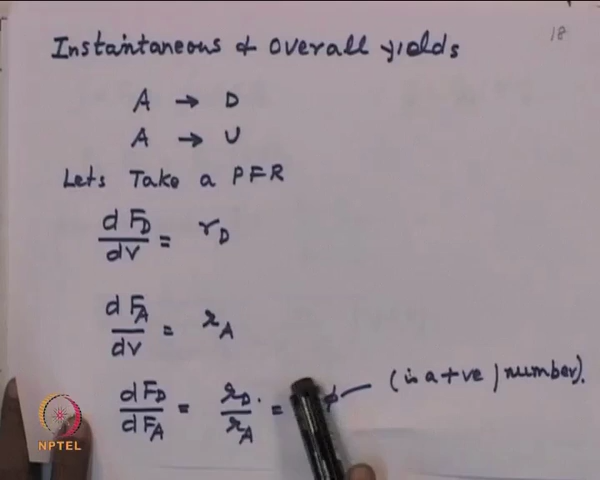 18
Instaintaneous & overall yields
A → D
A → U
Lets Take a PFR
dF_D/dV = r_D
dF_A/dV = r_A
dF_D/dF_A = r_D/r_A = ϕ (is a +ve / number).
NPTEL